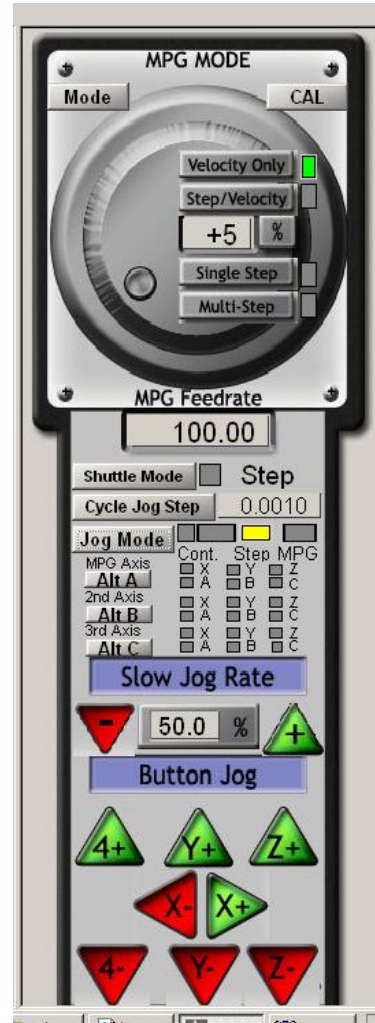 MPG MODE
Mode CAL
Velocity Only
Step/Velocity
+5 %
Single Step
Multi-Step
MPG Feedrate
100.00
Shuttle Mode Step
Cycle Jog Step 0.0010
Jog Mode
Cont. Step MPG
MPG Axis X Y Z
Alt A A B C
2nd Axis X Y Z
Alt B A B C
3rd Axis X Y Z
Alt C A B C
Slow Jog Rate
- 50.0 % +
Button Jog
4+ Y+ Z+
X- X+
4- Y- Z-